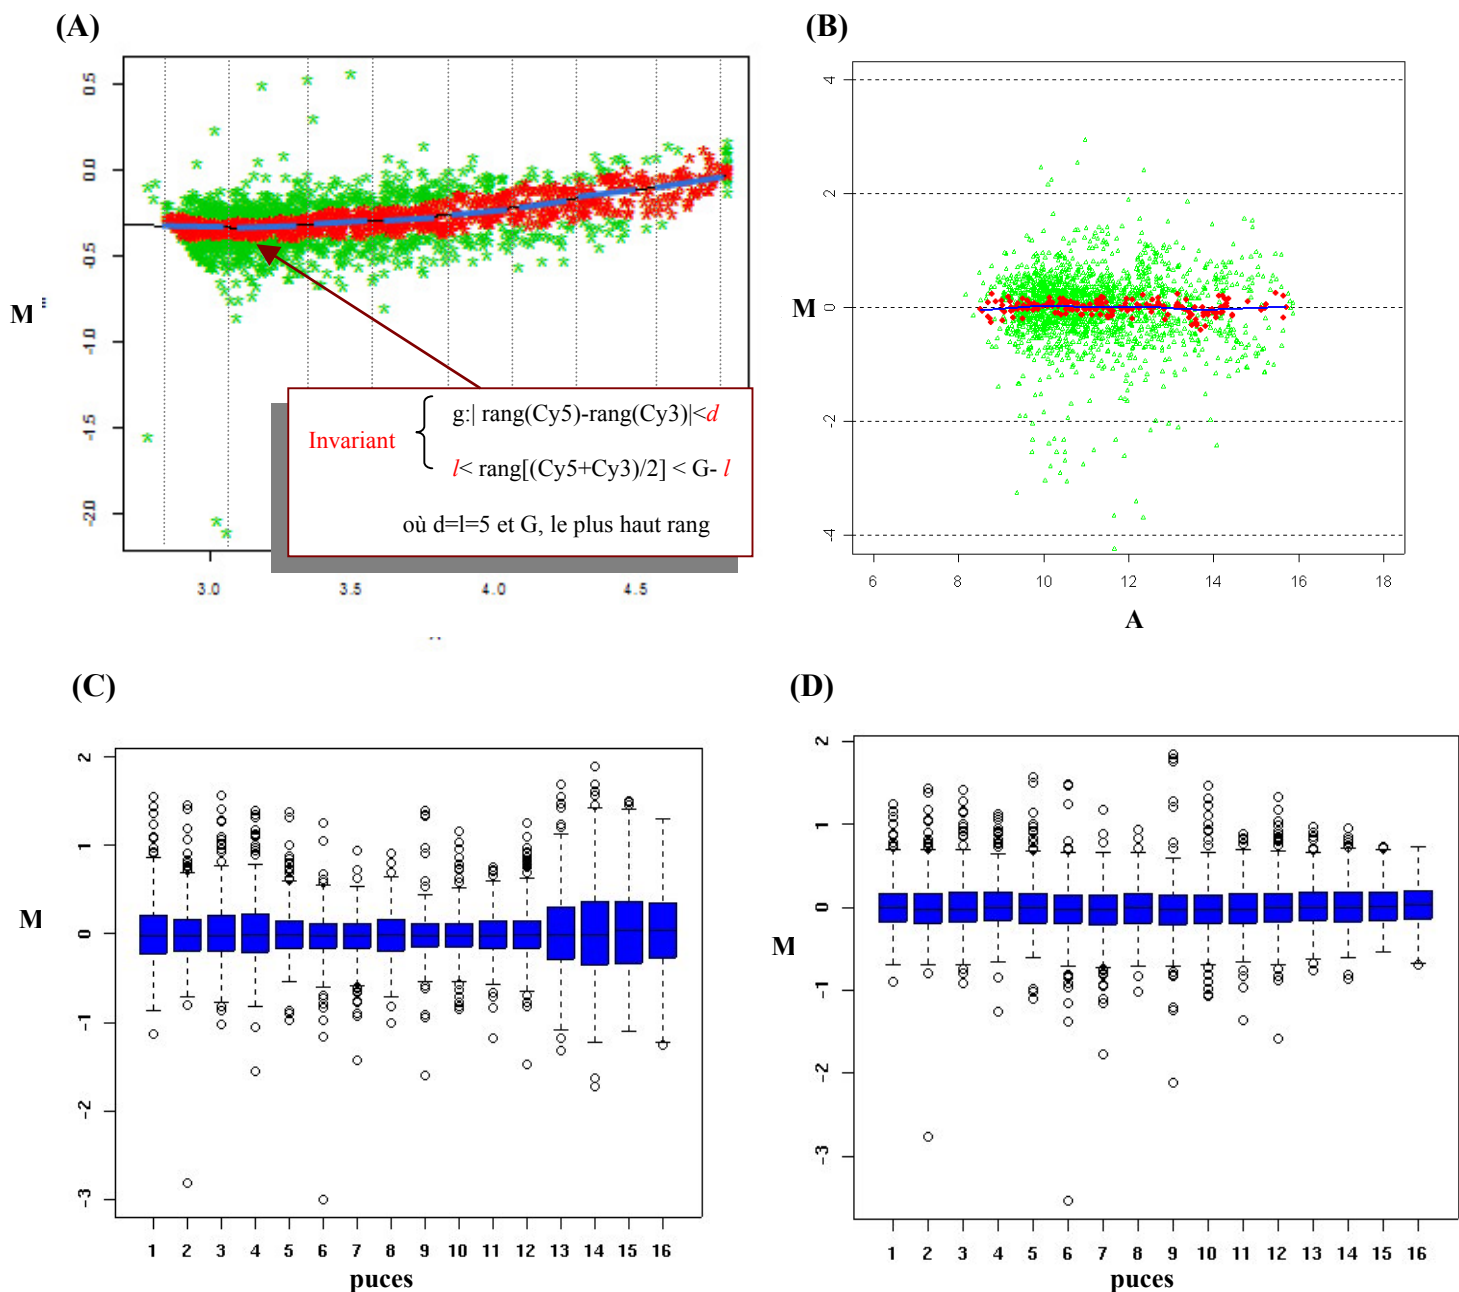 (A)
(B)
0.5
0.0
-0.5
-1.0
-1.5
-2.0
M
Invariant
g:| rang(Cy5)-rang(Cy3)|<d
l< rang[(Cy5+Cy3)/2] < G- l
où d=l=5 et G, le plus haut rang
3.0 3.5 4.0 4.5
4
2
0
-2
-4
M
6 8 10 12 14 16 18
A
(C)
(D)
2
1
0
-1
-2
-3
M
1 2 3 4 5 6 7 8 9 10 11 12 13 14 15 16
puces
2
1
0
-1
-2
-3
M
1 2 3 4 5 6 7 8 9 10 11 12 13 14 15 16
puces